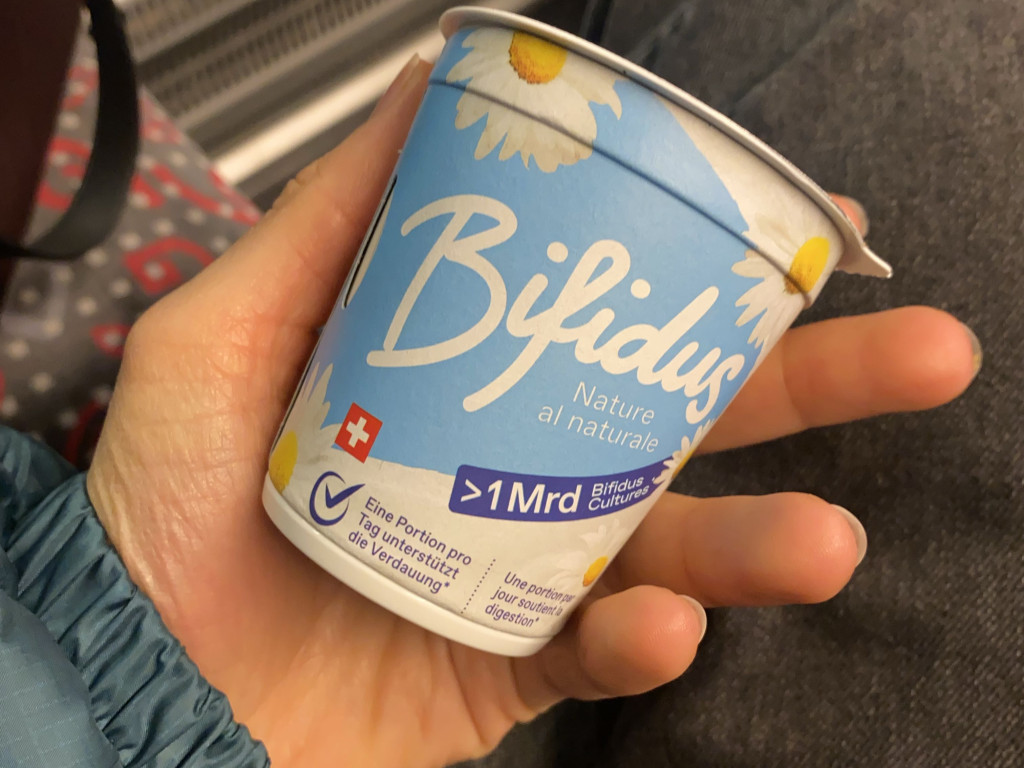 Bifidus
Nature
al naturale
>1 Mrd
Bifidus
Cultures
Eine Portion pro
Tag unterstützt
die Verdauung*
Une portion par
jour soutient la
digestion*